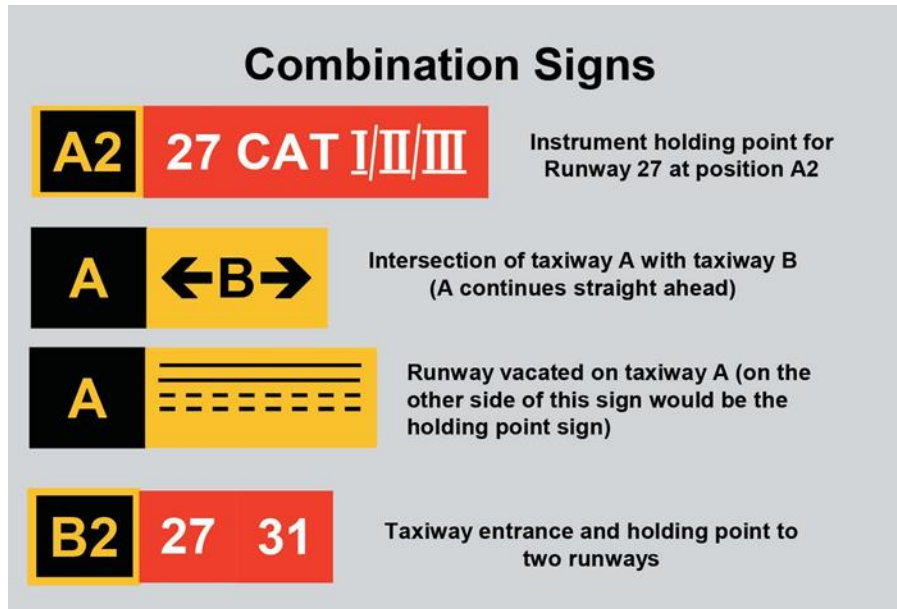 Combination Signs
A2 27 CAT I/II/III
Instrument holding point for
Runway 27 at position A2
A ←B→
Intersection of taxiway A with taxiway B
(A continues straight ahead)
A
Runway vacated on taxiway A (on the
other side of this sign would be the
holding point sign)
B2 27 31
Taxiway entrance and holding point to
two runways